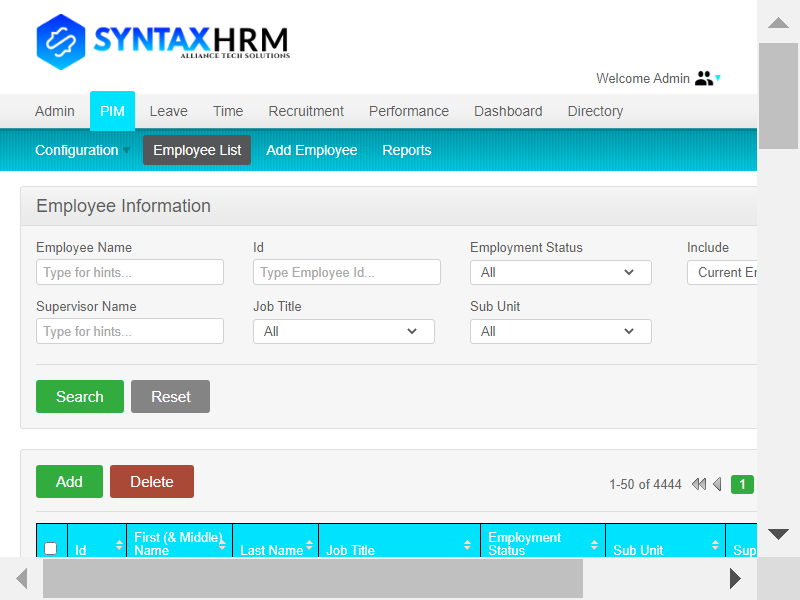 SYNTAXHRM
ALLIANCE TECH SOLUTIONS
Welcome Admin
Admin PIM Leave Time Recruitment Performance Dashboard Directory
Configuration Employee List Add Employee Reports
Employee Information
Employee Name Id Employment Status Include
Type for hints... Type Employee Id... All Current Er
Supervisor Name Job Title Sub Unit
Type for hints... All All
Search Reset
Add Delete 1-50 of 4444 1
Id First (& Middle) Name Last Name Job Title Employment Status Sub Unit Sup